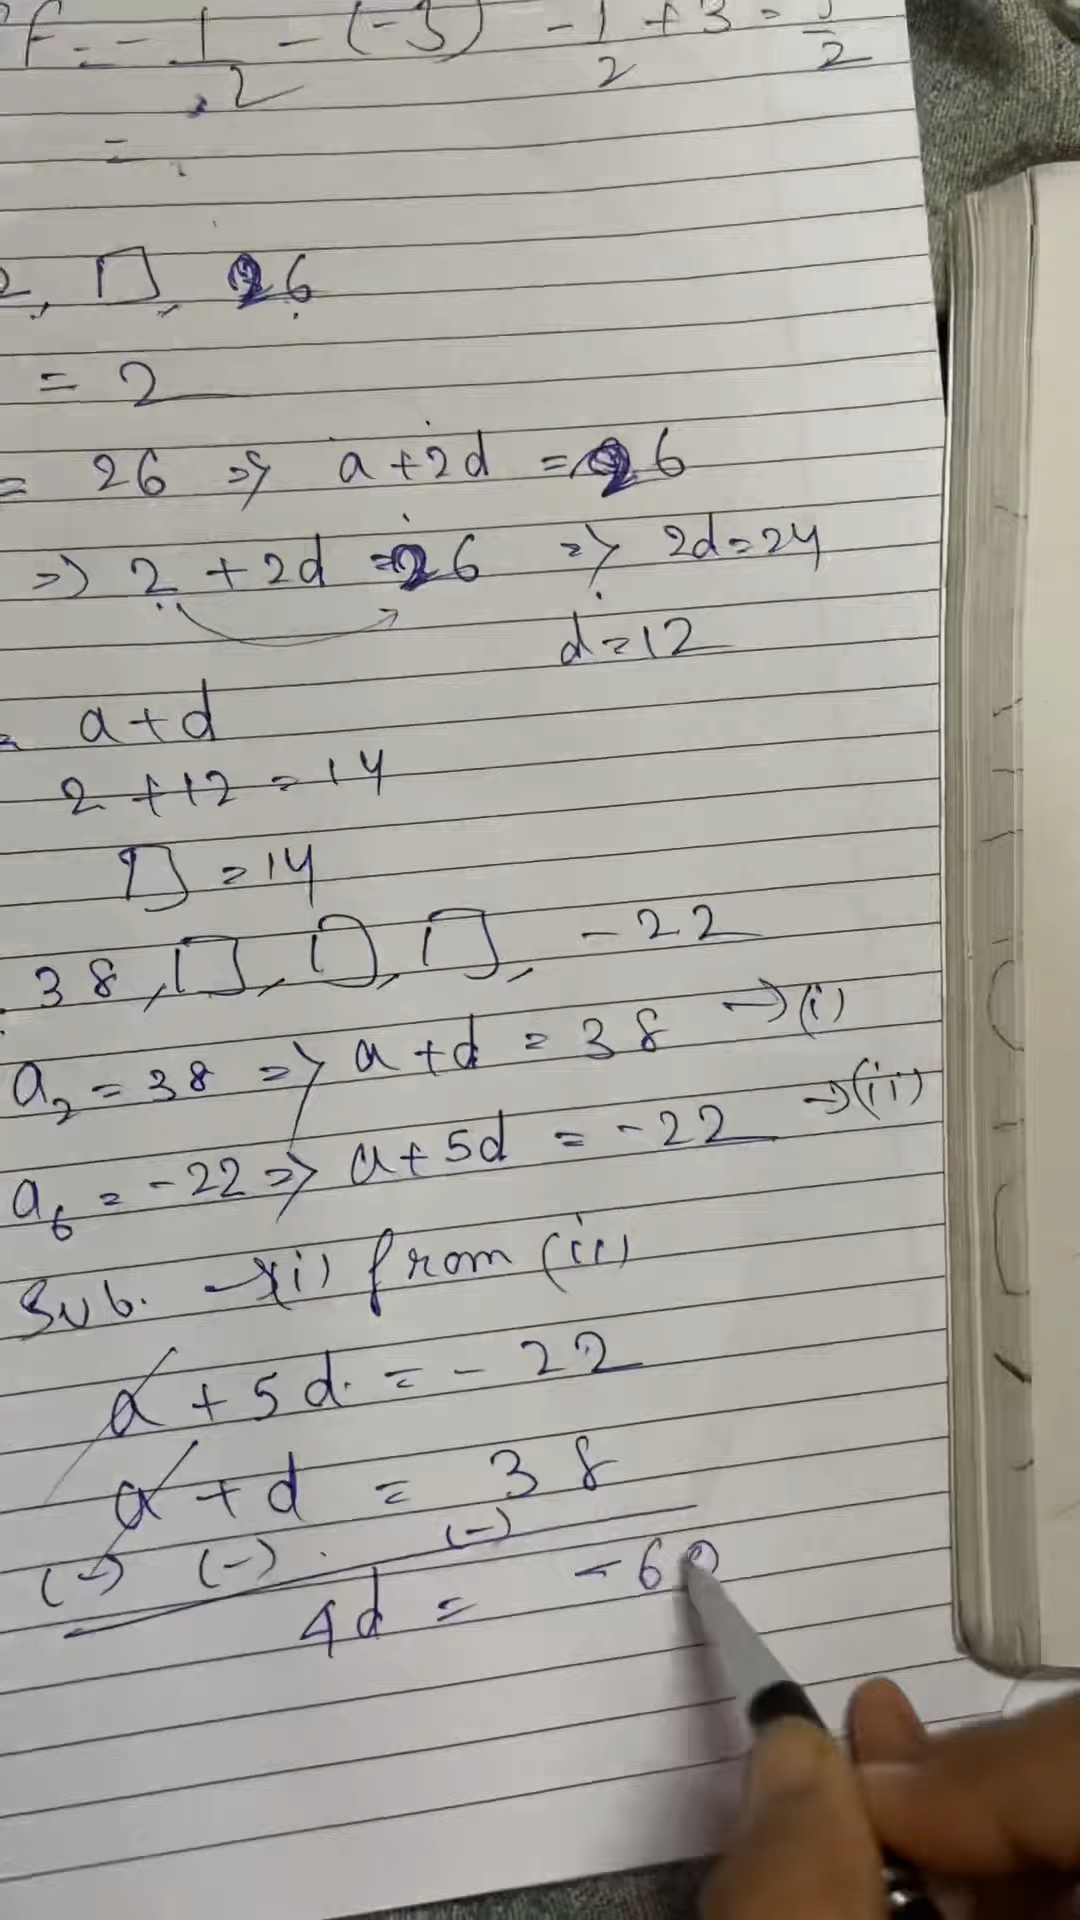 = - 1/2 - (-3) - 1/2 + 3 =
=
2, □, 26
= 2
= 26 => a + 2d = 26
=> 2 + 2d = 26 => 2d = 24
d = 12
= a + d
2 + 12 = 14
□ = 14
38, □, □, □, -22
a₂ = 38 => a + d = 38 → (i)
a₆ = -22 => a + 5d = -22 → (ii)
Sub. → (i) from (ii)
a + 5d = - 22
a + d = 38
(-) (-) (-)
4d = - 60